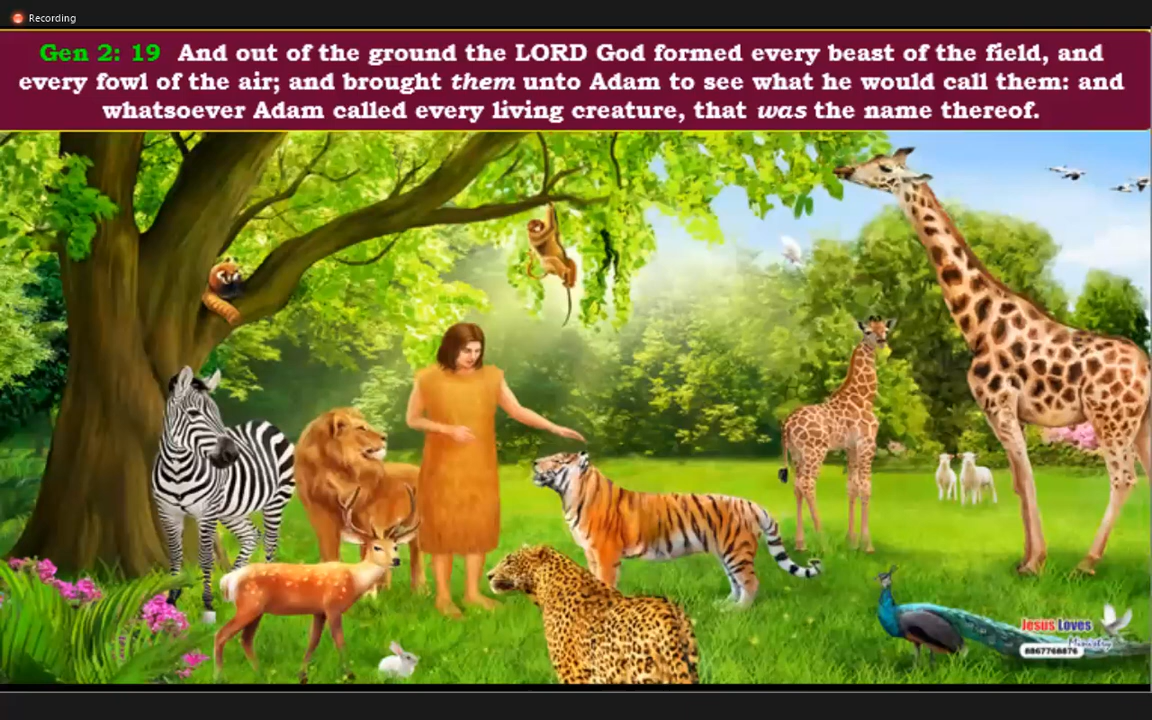 Recording
Gen 2: 19 And out of the ground the LORD God formed every beast of the field, and
every fowl of the air; and brought them unto Adam to see what he would call them: and
whatsoever Adam called every living creature, that was the name thereof.
Jesus Loves
Ministry
8867768876